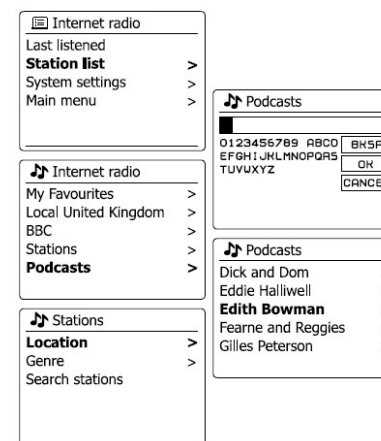 Internet radio
Last listened
Station list >
System settings >
Main menu >
Internet radio
My Favourites >
Local United Kingdom >
BBC >
Stations >
Podcasts >
Stations
Location >
Genre >
Search stations
Podcasts
0123456789 ABCD BKSP
EFGHIJKLMNOPQRS OK
TUVWXYZ CANCE
Podcasts
Dick and Dom
Eddie Halliwell
Edith Bowman
Fearne and Reggies
Gilles Peterson